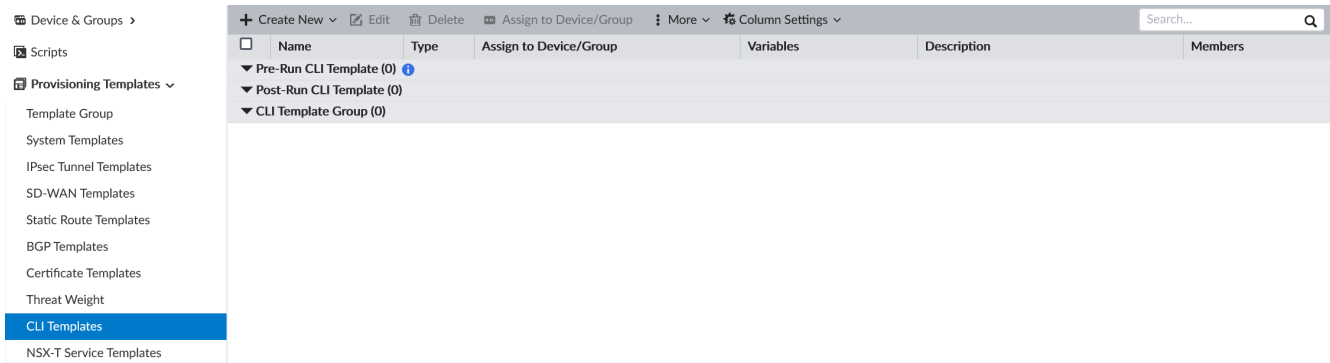 Device & Groups
Scripts
Provisioning Templates
Template Group
System Templates
IPsec Tunnel Templates
SD-WAN Templates
Static Route Templates
BGP Templates
Certificate Templates
Threat Weight
CLI Templates
NSX-T Service Templates
Create New Edit Delete Assign to Device/Group More Column Settings Search...
Name Type Assign to Device/Group Variables Description Members
Pre-Run CLI Template (0)
Post-Run CLI Template (0)
CLI Template Group (0)